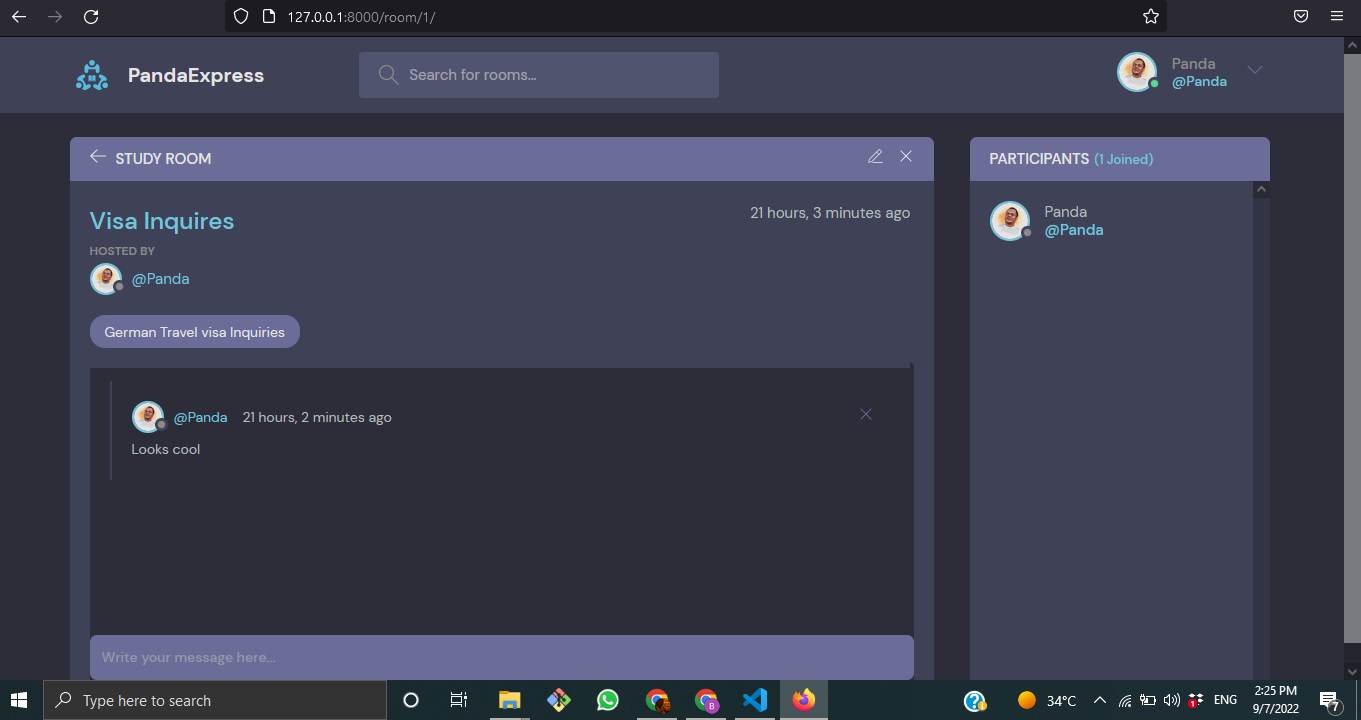 127.0.0.1:8000/room/1/
PandaExpress
Search for rooms...
Panda
@Panda
STUDY ROOM
PARTICIPANTS (1 Joined)
Visa Inquires
21 hours, 3 minutes ago
HOSTED BY
@Panda
Panda
@Panda
German Travel visa Inquiries
@Panda 21 hours, 2 minutes ago
Looks cool
Write your message here...
Type here to search
B
34°C
1
ENG
2:25 PM
9/7/2022
7